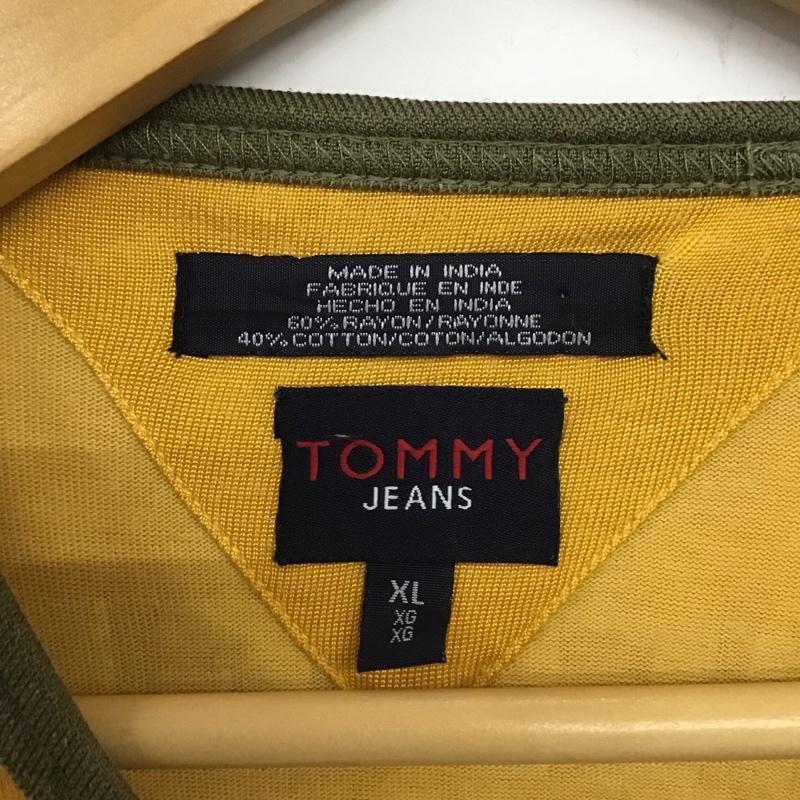 MADE IN INDIA
FABRIQUE EN INDE
HECHO EN INDIA
60% RAYON/RAYONNE
40% COTTON/COTON/ALGODON
TOMMY
JEANS
XL
XG
XG